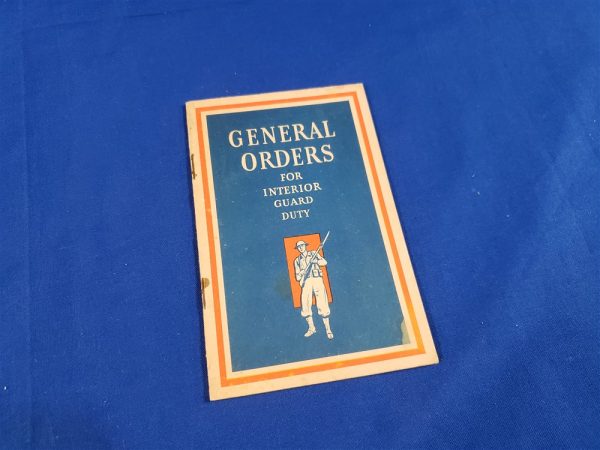 GENERAL
ORDERS
FOR
INTERIOR
GUARD
DUTY